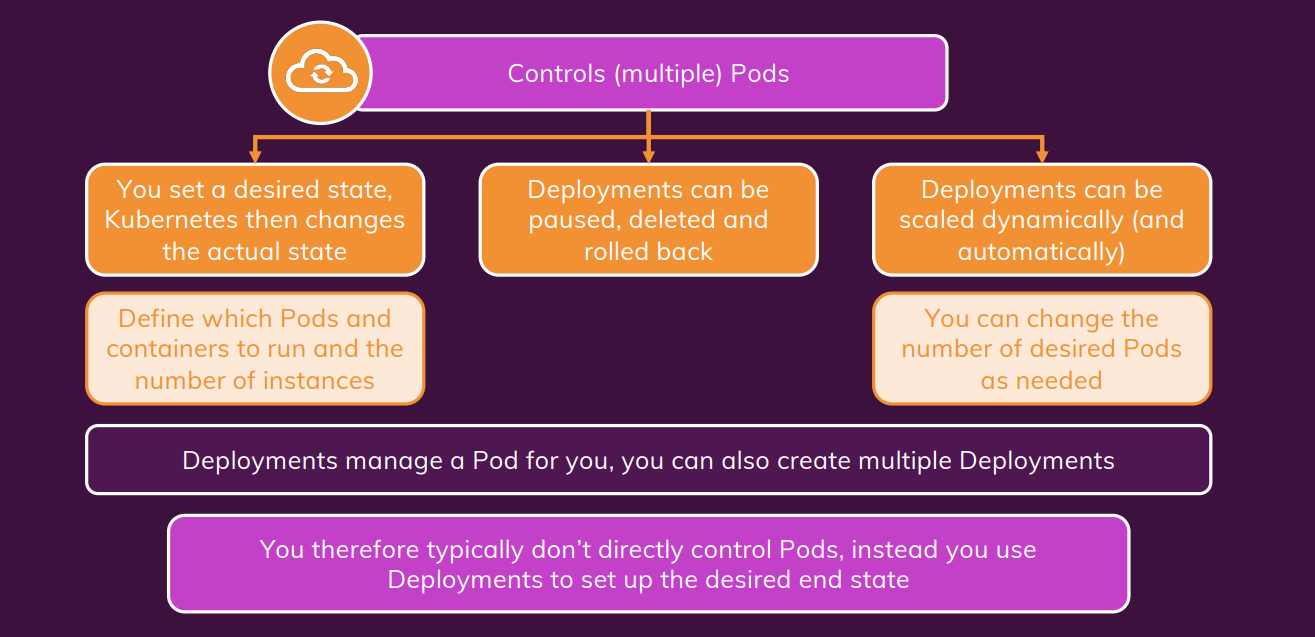 Controls (multiple) Pods
You set a desired state,
Kubernetes then changes
the actual state
Deployments can be
paused, deleted and
rolled back
Deployments can be
scaled dynamically (and
automatically)
Define which Pods and
containers to run and the
number of instances
You can change the
number of desired Pods
as needed
Deployments manage a Pod for you, you can also create multiple Deployments
You therefore typically don’t directly control Pods, instead you use
Deployments to set up the desired end state